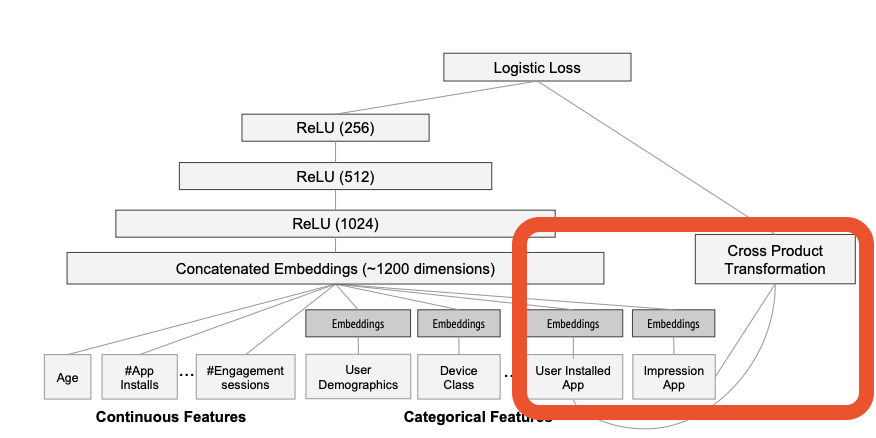 Logistic Loss
ReLU (256)
ReLU (512)
ReLU (1024)
Cross Product
Transformation
Concatenated Embeddings (~1200 dimensions)
Embeddings
Embeddings
Embeddings
Embeddings
Age
#App
Installs
...
#Engagement
sessions
User
Demographics
Device
Class
..
User Installed
App
Impression
App
Continuous Features
Categorical Features